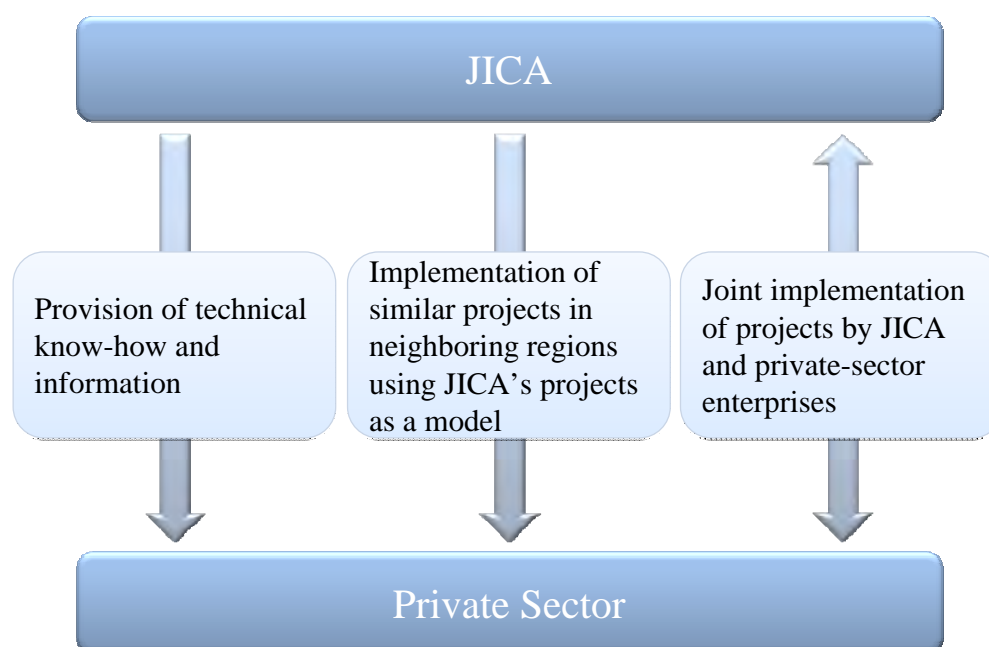 JICA
Provision of technical
know-how and
information
Implementation of
similar projects in
neighboring regions
using JICA’s projects
as a model
Joint implementation
of projects by JICA
and private-sector
enterprises
Private Sector